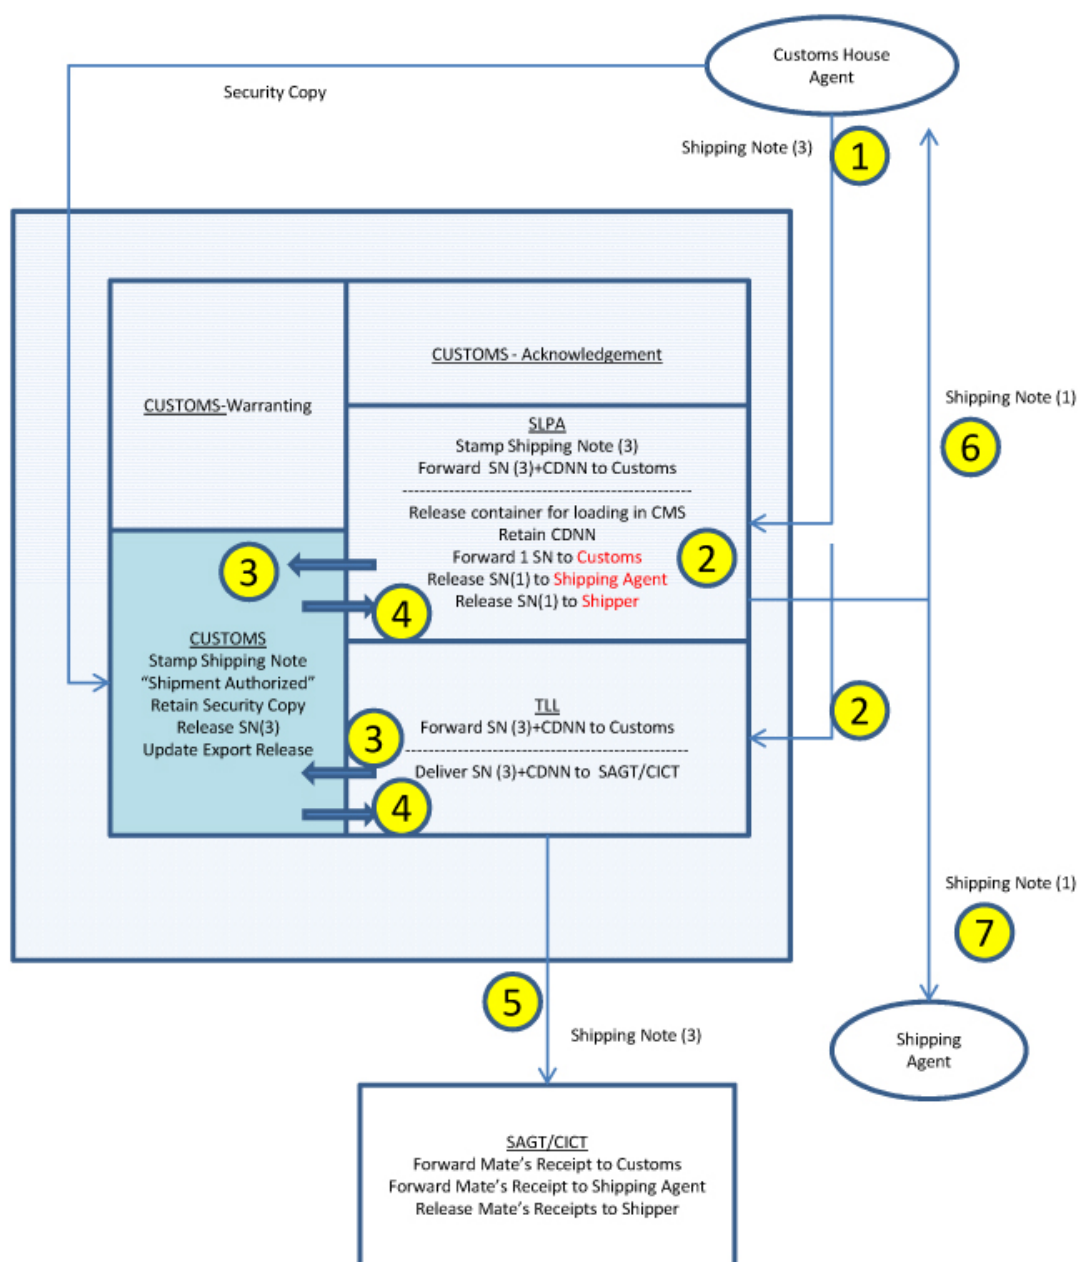 Customs House
Agent
Security Copy
Shipping Note (3)
1
CUSTOMS - Acknowledgement
CUSTOMS-Warranting
SLPA
Stamp Shipping Note (3)
Forward SN (3)+CDNN to Customs
Release container for loading in CMS
Retain CDNN
Forward 1 SN to Customs
Release SN(1) to Shipping Agent
Release SN(1) to Shipper
2
3
4
Shipping Note (1)
6
CUSTOMS
Stamp Shipping Note
“Shipment Authorized”
Retain Security Copy
Release SN(3)
Update Export Release
TLL
Forward SN (3)+CDNN to Customs
Deliver SN (3)+CDNN to SAGT/CICT
3
4
2
Shipping Note (1)
7
5
Shipping Note (3)
Shipping
Agent
SAGT/CICT
Forward Mate’s Receipt to Customs
Forward Mate’s Receipt to Shipping Agent
Release Mate’s Receipts to Shipper